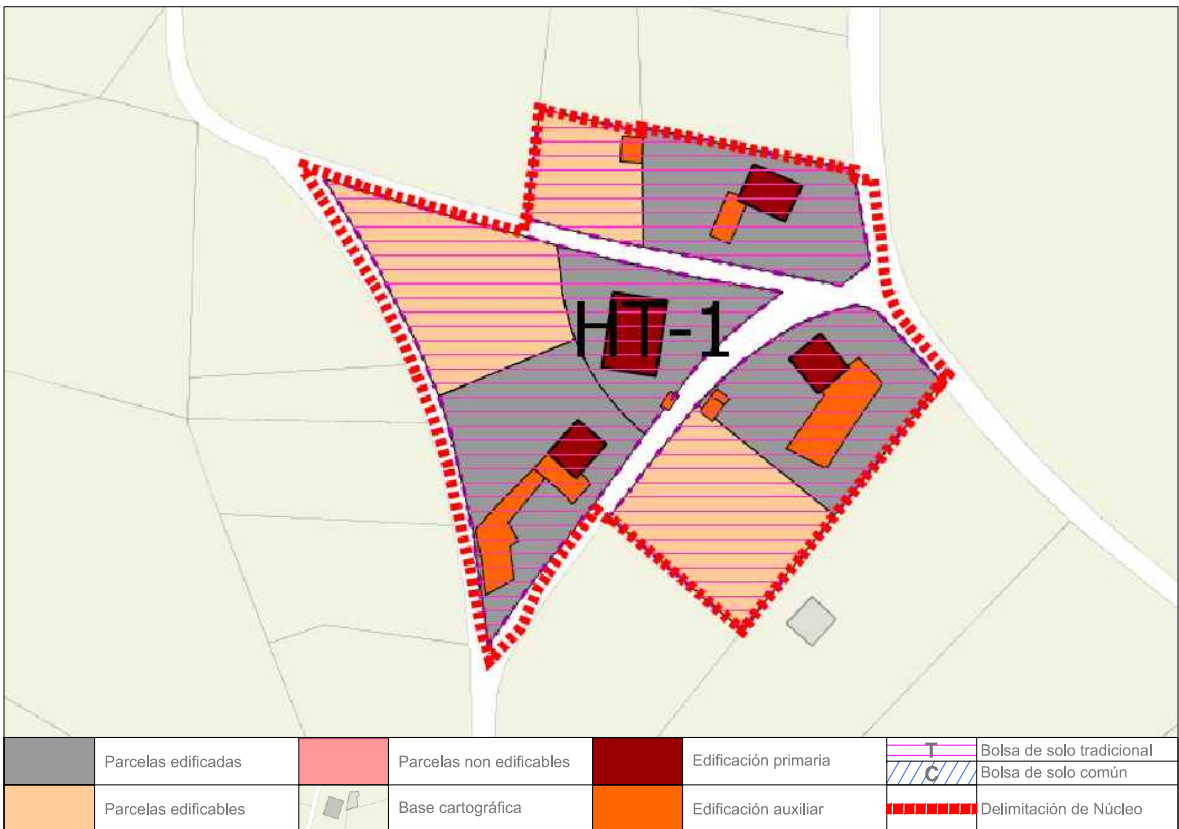 HT-1
Parcelas edificadas
Parcelas non edificables
Edificación primaria
T
Bolsa de solo tradicional
C
Bolsa de solo común
Parcelas edificables
Base cartográfica
Edificación auxiliar
Delimitación de Núcleo